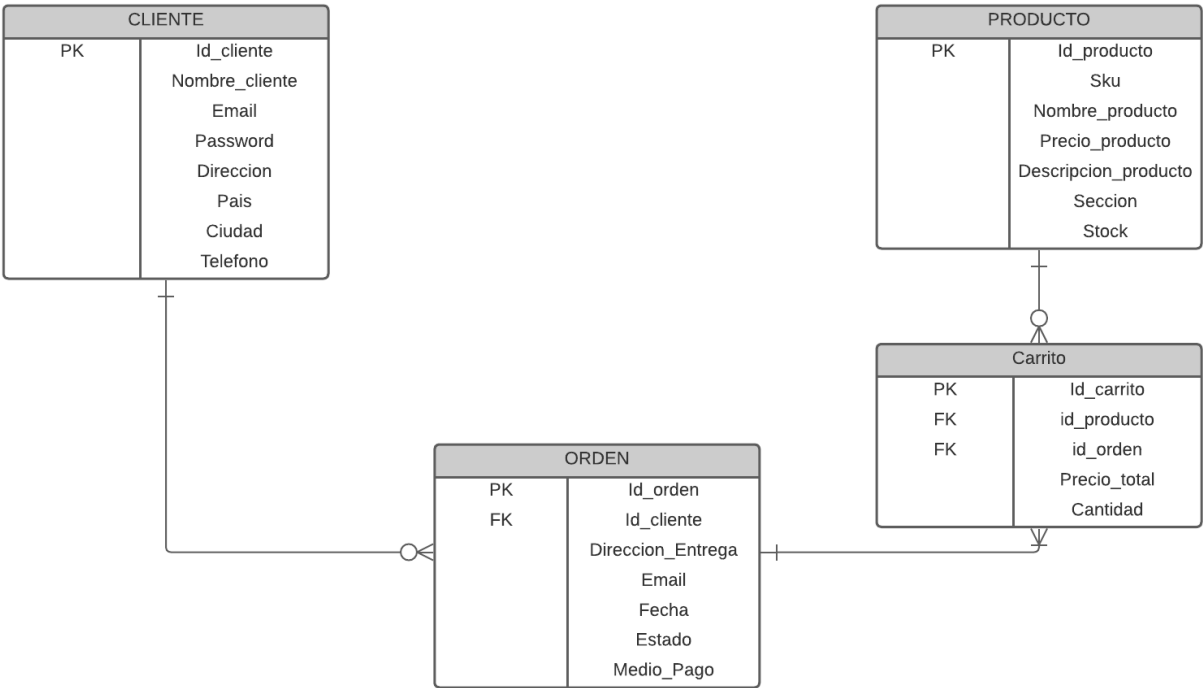 CLIENTE
PK Id_cliente
Nombre_cliente
Email
Password
Direccion
Pais
Ciudad
Telefono
PRODUCTO
PK Id_producto
Sku
Nombre_producto
Precio_producto
Descripcion_producto
Seccion
Stock
Carrito
PK Id_carrito
FK id_producto
FK id_orden
Precio_total
Cantidad
ORDEN
PK Id_orden
FK Id_cliente
Direccion_Entrega
Email
Fecha
Estado
Medio_Pago